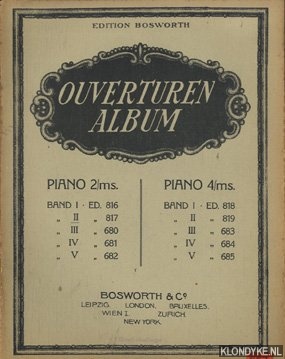 EDITION BOSWORTH
OUVERTUREN
ALBUM
PIANO 2/ms. PIANO 4/ms.
BAND I · ED. 816 BAND I · ED. 818
„ II „ 817 „ II „ 819
„ III „ 680 „ III „ 683
„ IV „ 681 „ IV „ 684
„ V „ 682 „ V „ 685
BOSWORTH & Co
LEIPZIG. LONDON, BRUXELLES.
WIEN I. ZURICH.
NEW YORK.
KLONDYKE.NL